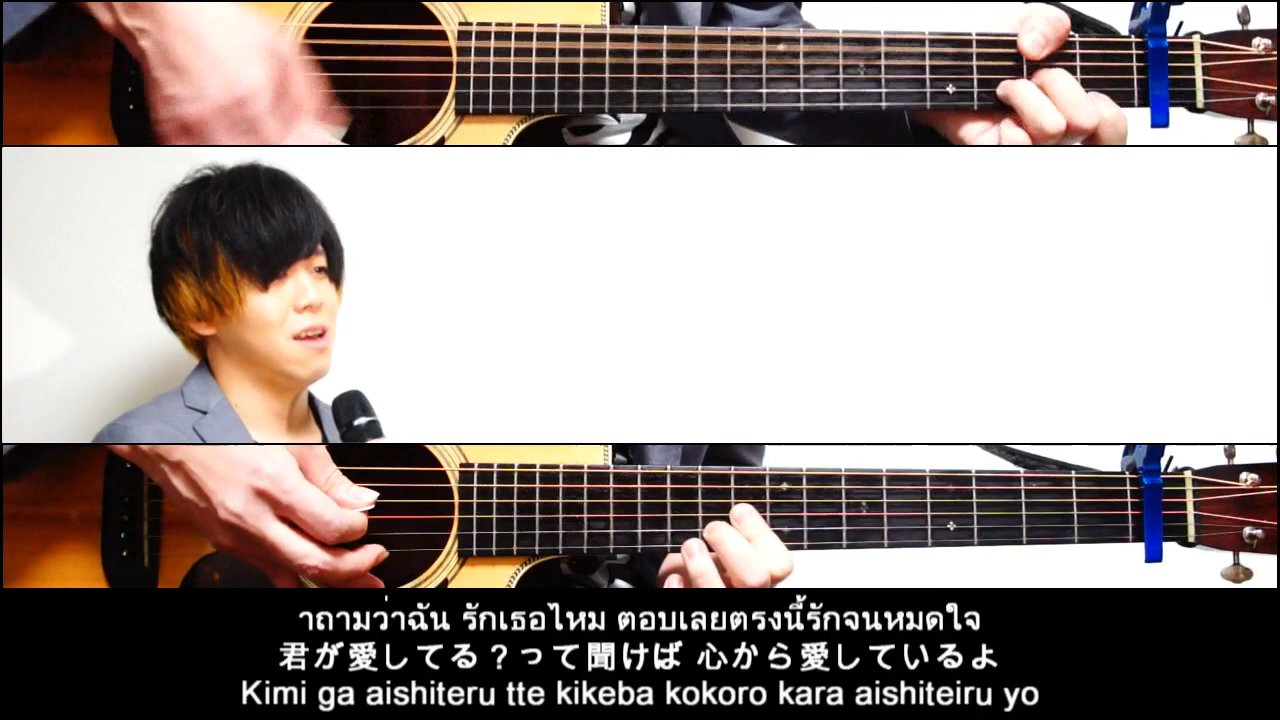 าถามว่าฉัน รักเธอไหม ตอบเลยตรงนี้รักจนหมดใจ
君が愛してる？って聞けば 心から愛しているよ
Kimi ga aishiteru tte kikeba kokoro kara aishiteiru yo